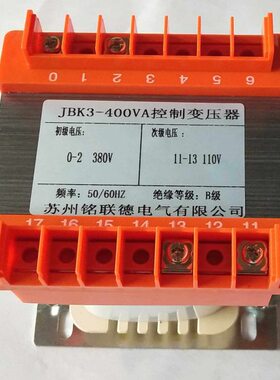 0 1 2 3 4 5 6
JBK3-400VA控制变压器
初级电压: 次级电压:
0-2 380V 11-13 110V
频率: 50/60HZ 绝缘等级: B级
苏州铭联德电气有限公司
17 16 15 14 13 12 11